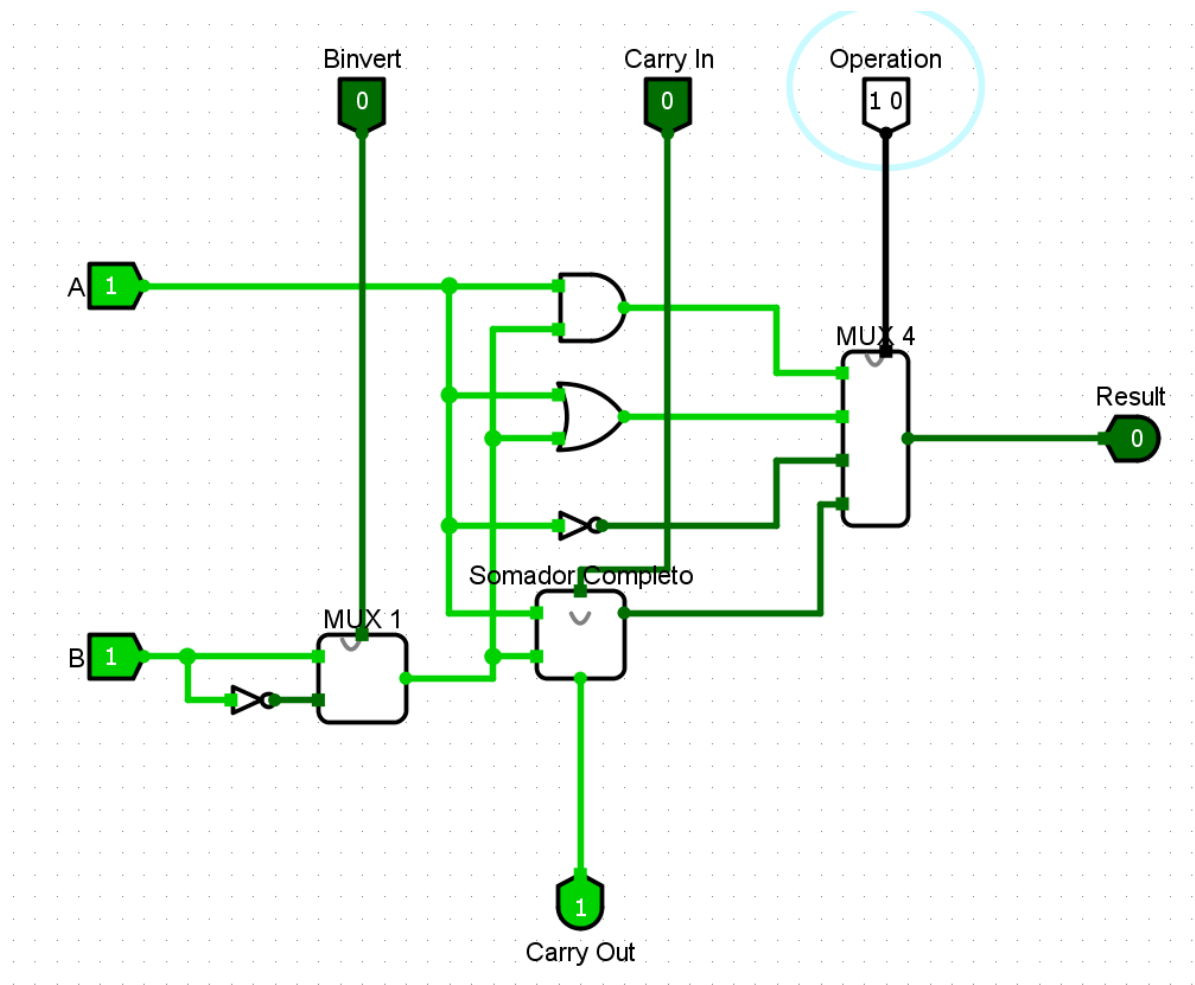 Binvert
Carry In
Operation
0
0
1 0
A
1
MUX 4
Result
0
Somador Completo
MUX 1
B
1
1
Carry Out